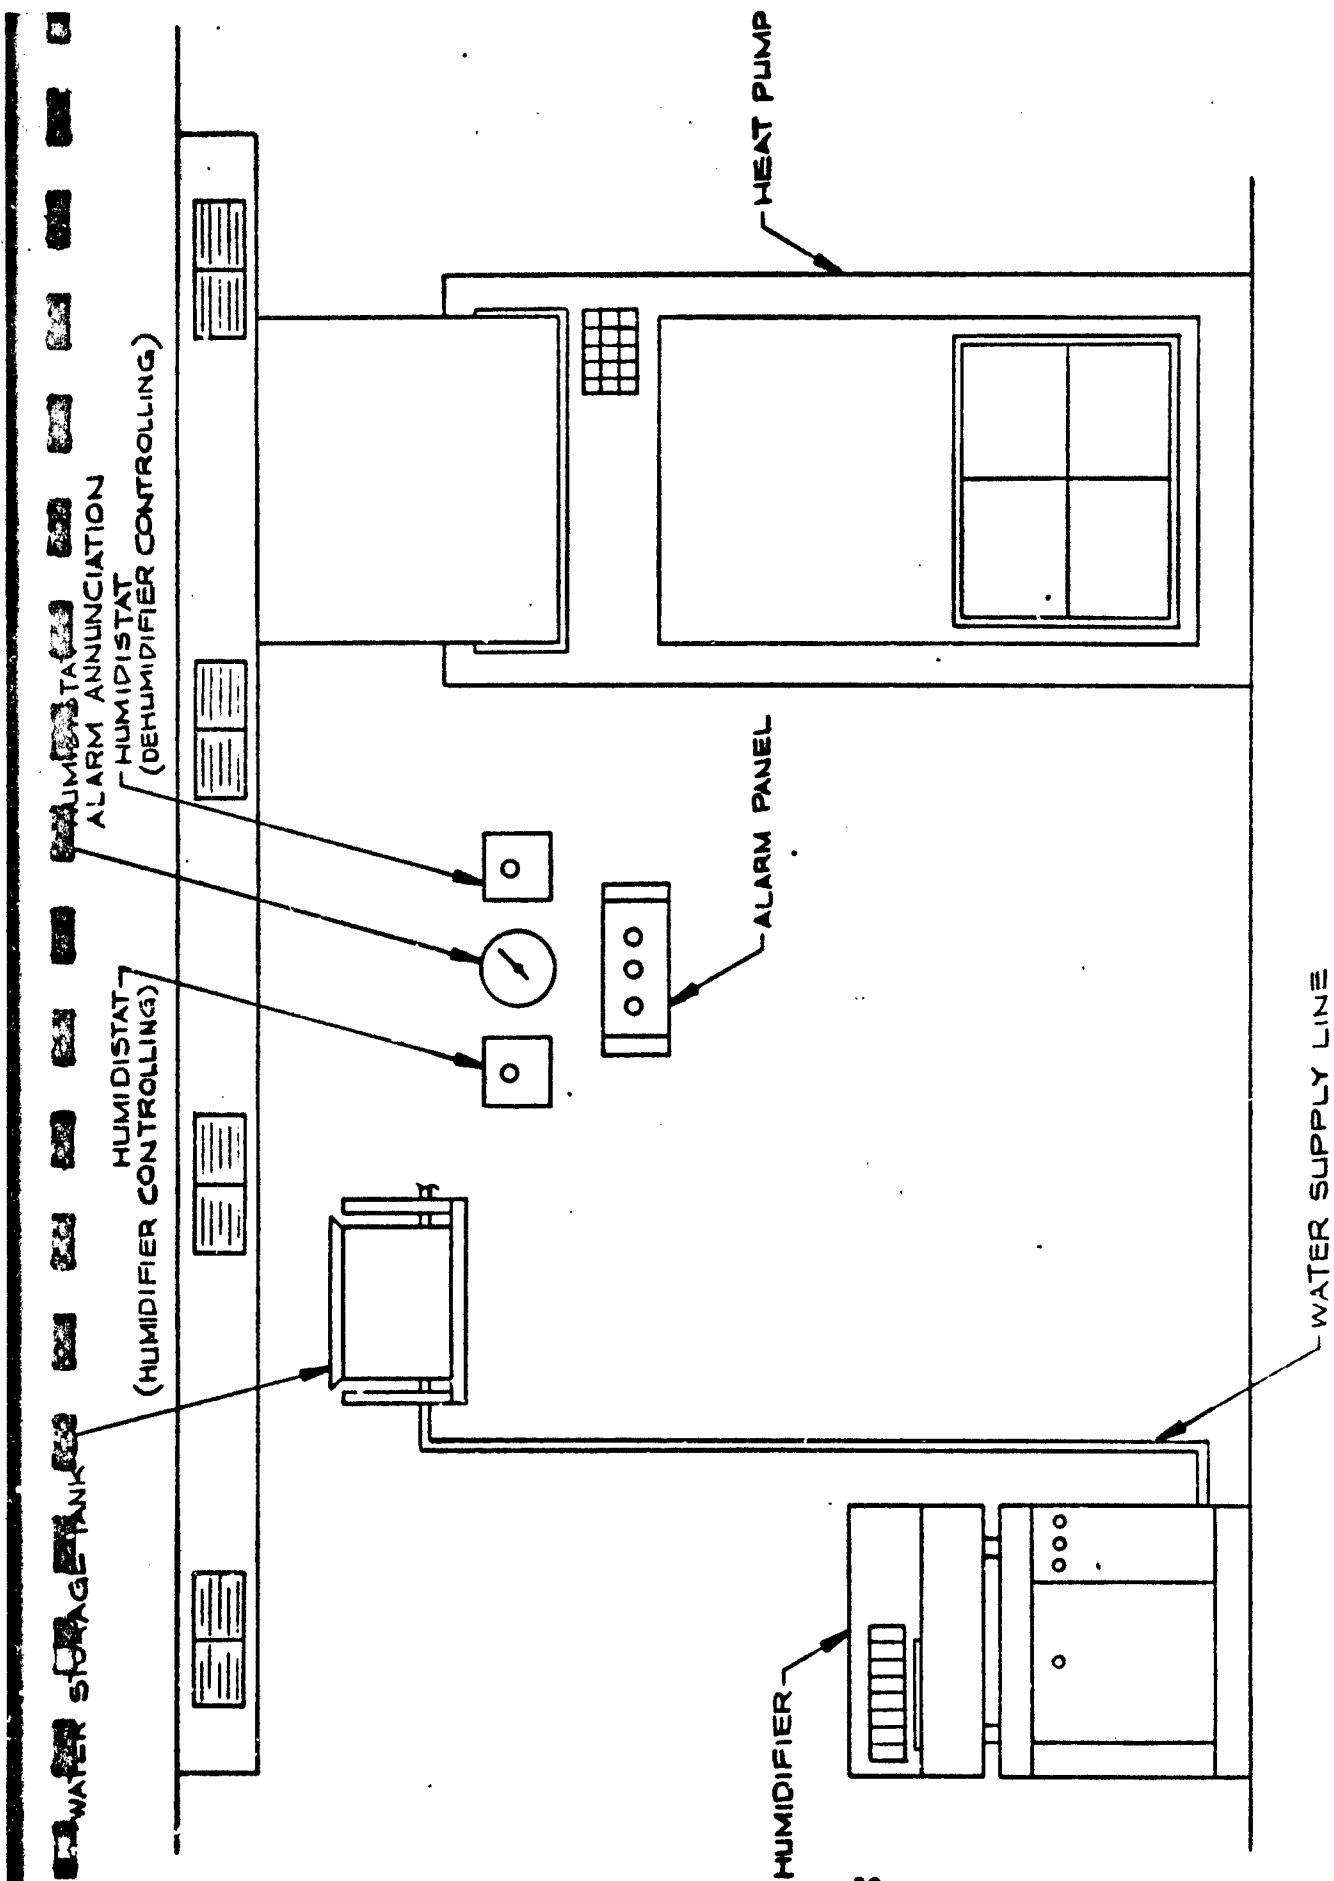 WATER STORAGE TANK
HUMIDISTAT
(HUMIDIFIER CONTROLLING)
HUMIDISTAT
ALARM ANNUNCIATION
HUMIDISTAT
(DEHUMIDIFIER CONTROLLING)
HUMIDIFIER
ALARM PANEL
HEAT PUMP
WATER SUPPLY LINE